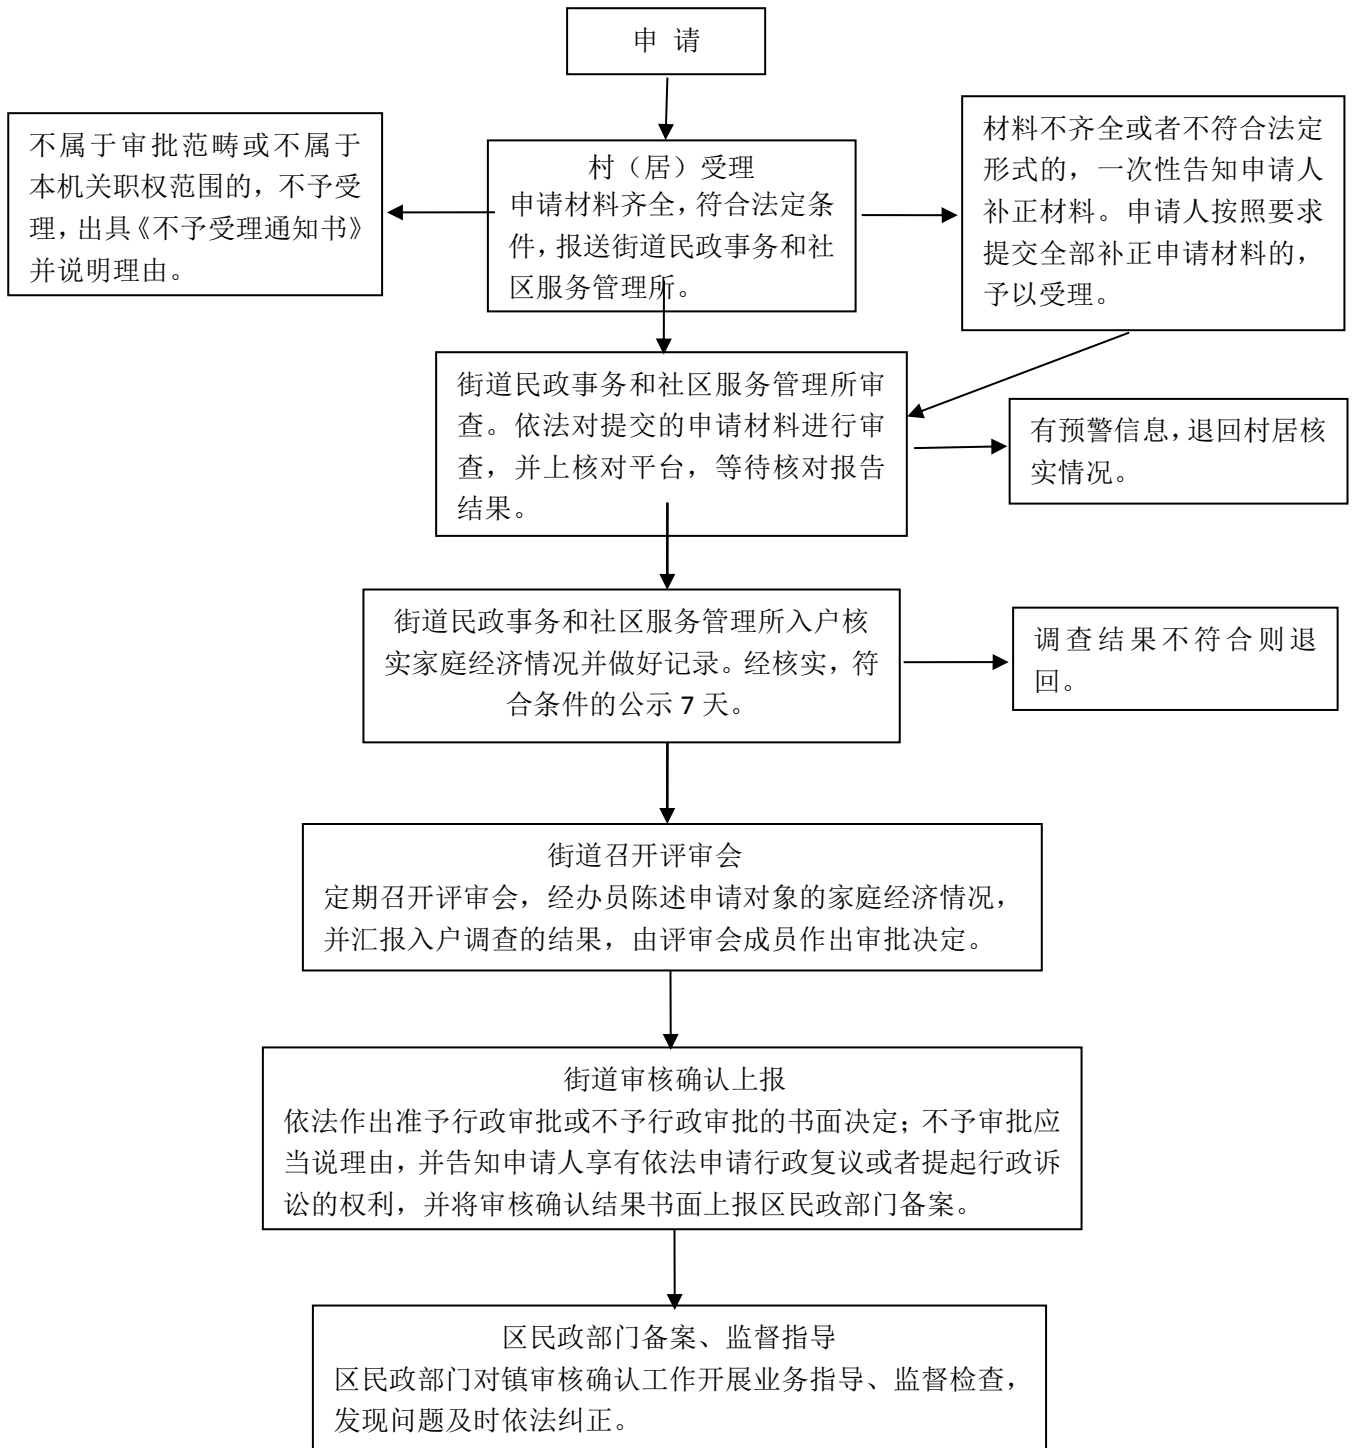 申 请
不属于审批范畴或不属于
本机关职权范围的，不予受
理，出具《不予受理通知书》
并说明理由。
村（居）受理
申请材料齐全，符合法定条
件，报送街道民政事务和社
区服务管理所。
材料不齐全或者不符合法定
形式的，一次性告知申请人
补正材料。申请人按照要求
提交全部补正申请材料的，
予以受理。
街道民政事务和社区服务管理所审
查。依法对提交的申请材料进行审
查，并上核对平台，等待核对报告
结果。
有预警信息，退回村居核
实情况。
街道民政事务和社区服务管理所入户核
实家庭经济情况并做好记录。经核实，符
合条件的公示 7 天。
调查结果不符合则退
回。
街道召开评审会
定期召开评审会，经办员陈述申请对象的家庭经济情况，
并汇报入户调查的结果，由评审会成员作出审批决定。
街道审核确认上报
依法作出准予行政审批或不予行政审批的书面决定；不予审批应
当说理由，并告知申请人享有依法申请行政复议或者提起行政诉
讼的权利，并将审核确认结果书面上报区民政部门备案。
区民政部门备案、监督指导
区民政部门对镇审核确认工作开展业务指导、监督检查，
发现问题及时依法纠正。